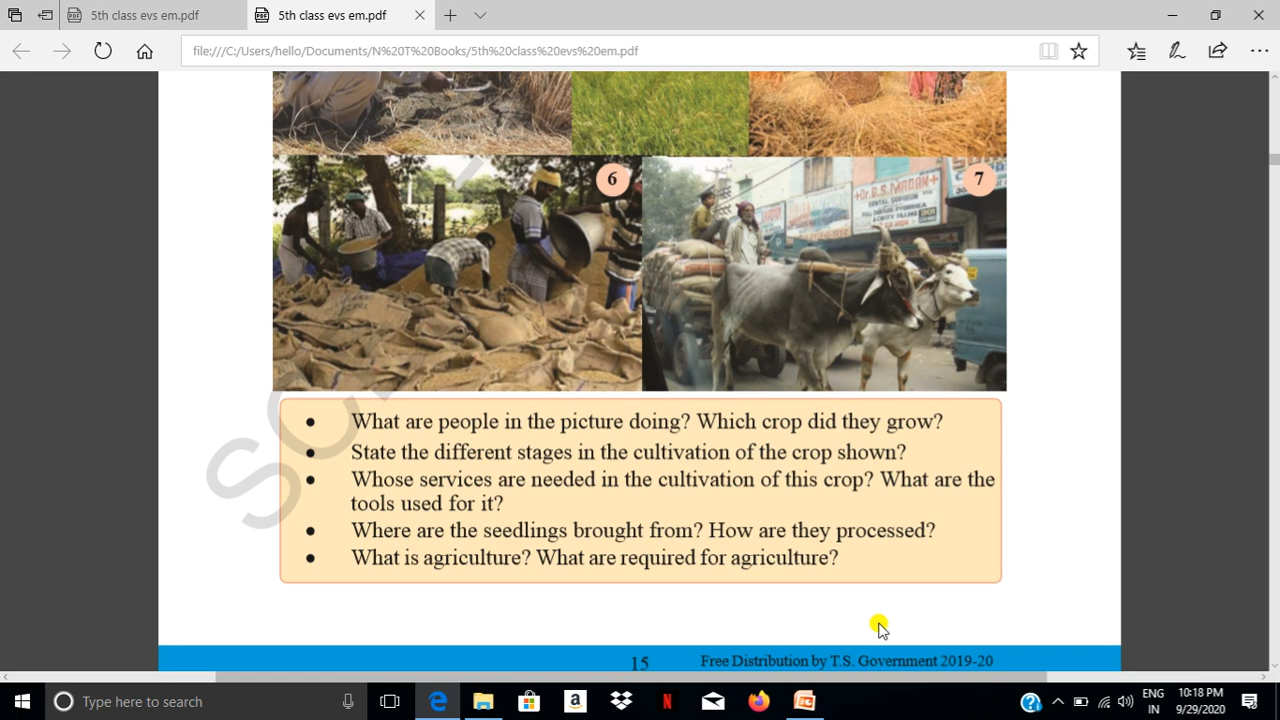 5th class evs em.pdf
5th class evs em.pdf
file:///C:/Users/hello/Documents/N%20T%20Books/5th%20class%20evs%20em.pdf
6
7
+Dr. B.S. MADAN+
DENTAL SURGEON
• What are people in the picture doing? Which crop did they grow?
• State the different stages in the cultivation of the crop shown?
• Whose services are needed in the cultivation of this crop? What are the
tools used for it?
• Where are the seedlings brought from? How are they processed?
• What is agriculture? What are required for agriculture?
15
Free Distribution by T.S. Government 2019-20
Type here to search
ENG
IN
10:18 PM
9/29/2020